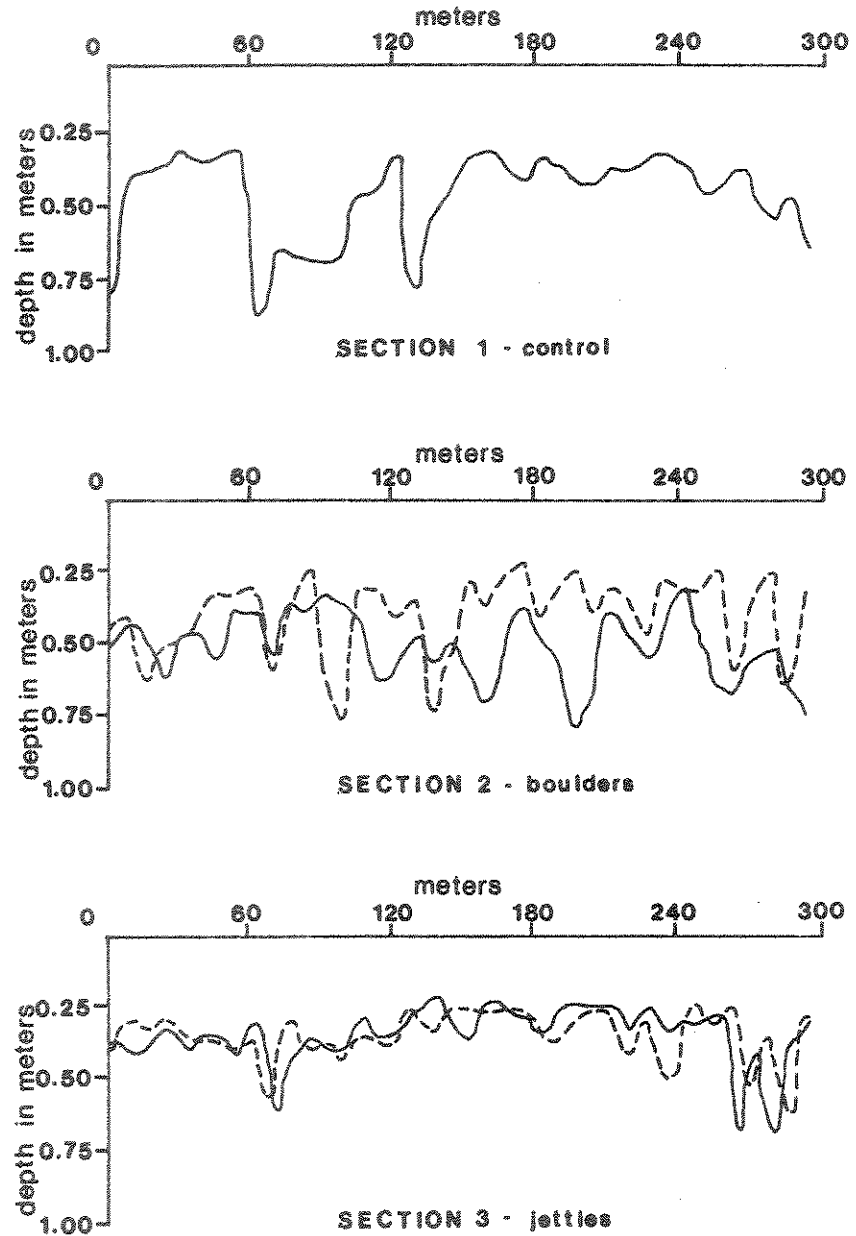 meters
0 60 120 180 240 300
depth in meters
0.25
0.50
0.75
1.00
SECTION 1 - control
meters
0 60 120 180 240 300
depth in meters
0.25
0.50
0.75
1.00
SECTION 2 - boulders
meters
0 60 120 180 240 300
depth in meters
0.25
0.50
0.75
1.00
SECTION 3 - jetties